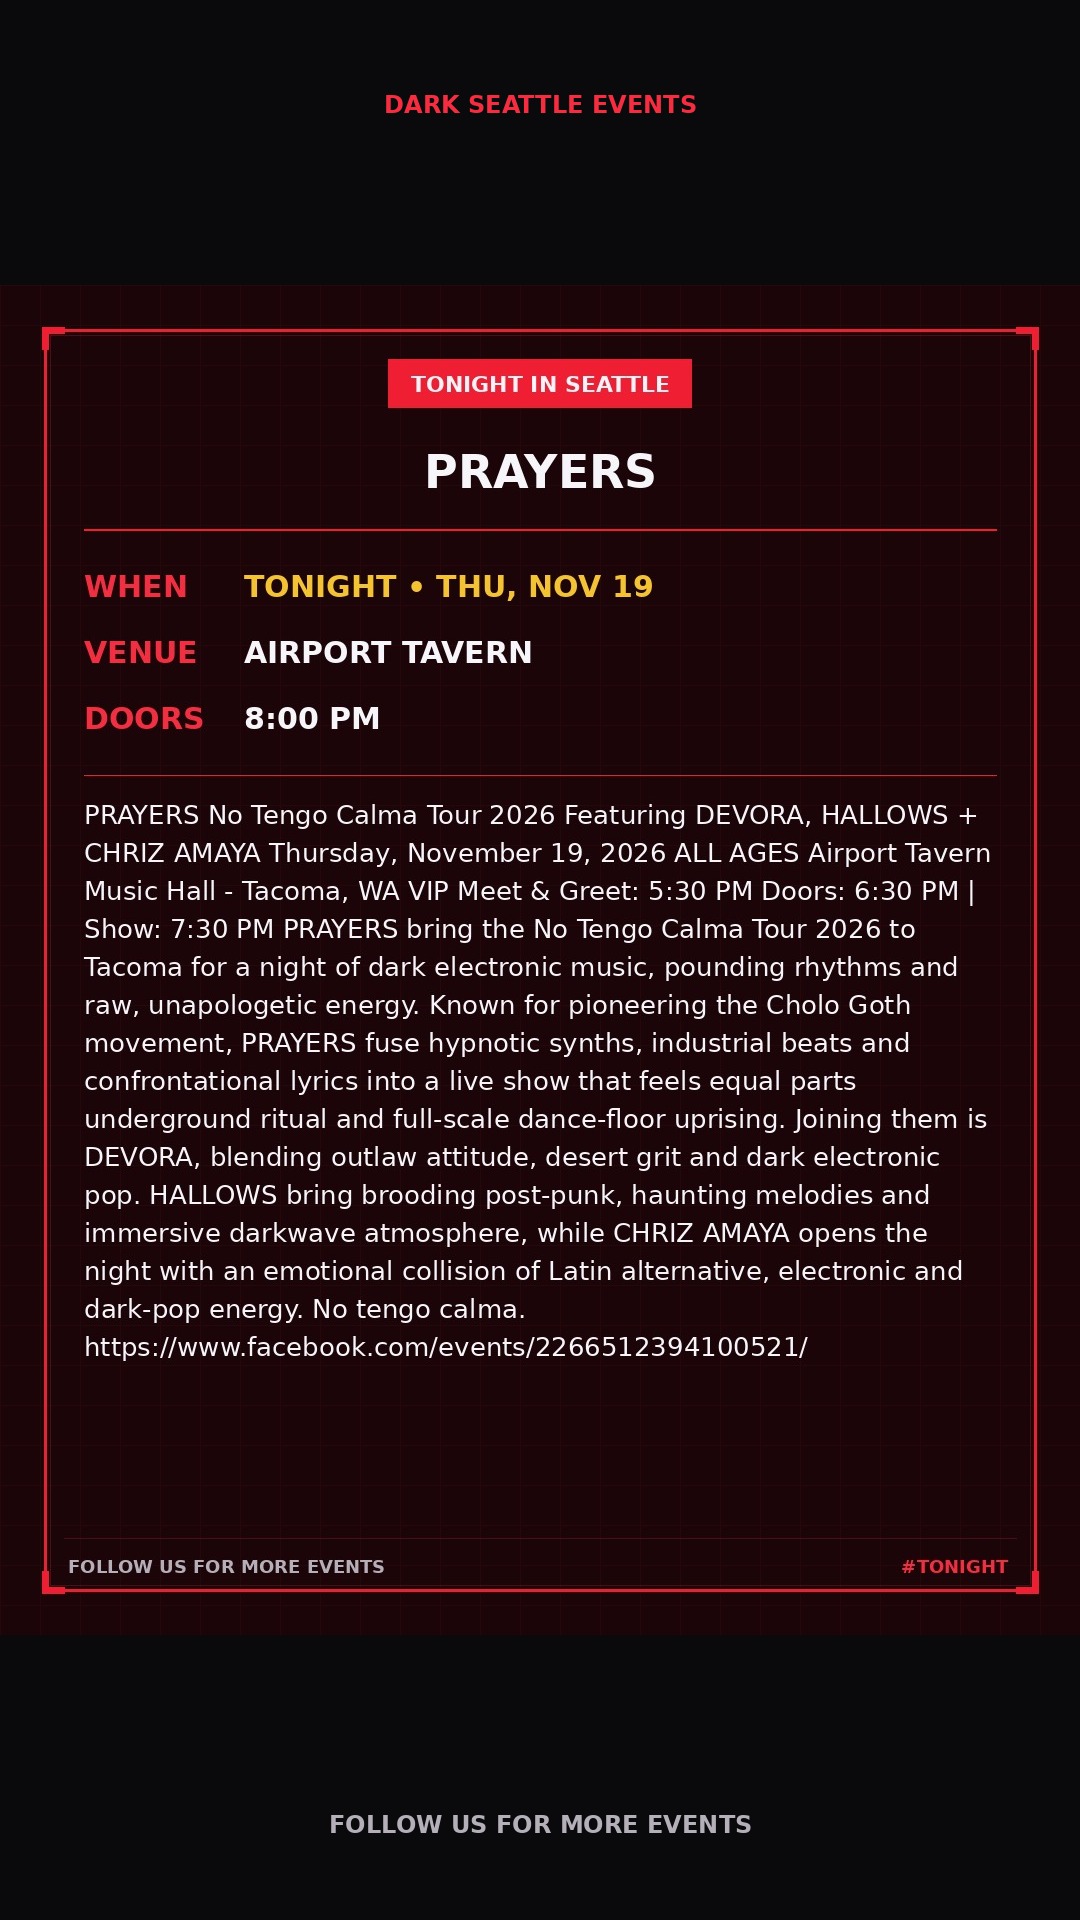 DARK SEATTLE EVENTS
TONIGHT IN SEATTLE
PRAYERS
WHEN TONIGHT • THU, NOV 19
VENUE AIRPORT TAVERN
DOORS 8:00 PM
PRAYERS No Tengo Calma Tour 2026 Featuring DEVORA, HALLOWS +
CHRIZ AMAYA Thursday, November 19, 2026 ALL AGES Airport Tavern
Music Hall - Tacoma, WA VIP Meet & Greet: 5:30 PM Doors: 6:30 PM |
Show: 7:30 PM PRAYERS bring the No Tengo Calma Tour 2026 to
Tacoma for a night of dark electronic music, pounding rhythms and
raw, unapologetic energy. Known for pioneering the Cholo Goth
movement, PRAYERS fuse hypnotic synths, industrial beats and
confrontational lyrics into a live show that feels equal parts
underground ritual and full-scale dance-floor uprising. Joining them is
DEVORA, blending outlaw attitude, desert grit and dark electronic
pop. HALLOWS bring brooding post-punk, haunting melodies and
immersive darkwave atmosphere, while CHRIZ AMAYA opens the
night with an emotional collision of Latin alternative, electronic and
dark-pop energy. No tengo calma.
https://www.facebook.com/events/2266512394100521/
FOLLOW US FOR MORE EVENTS #TONIGHT
FOLLOW US FOR MORE EVENTS